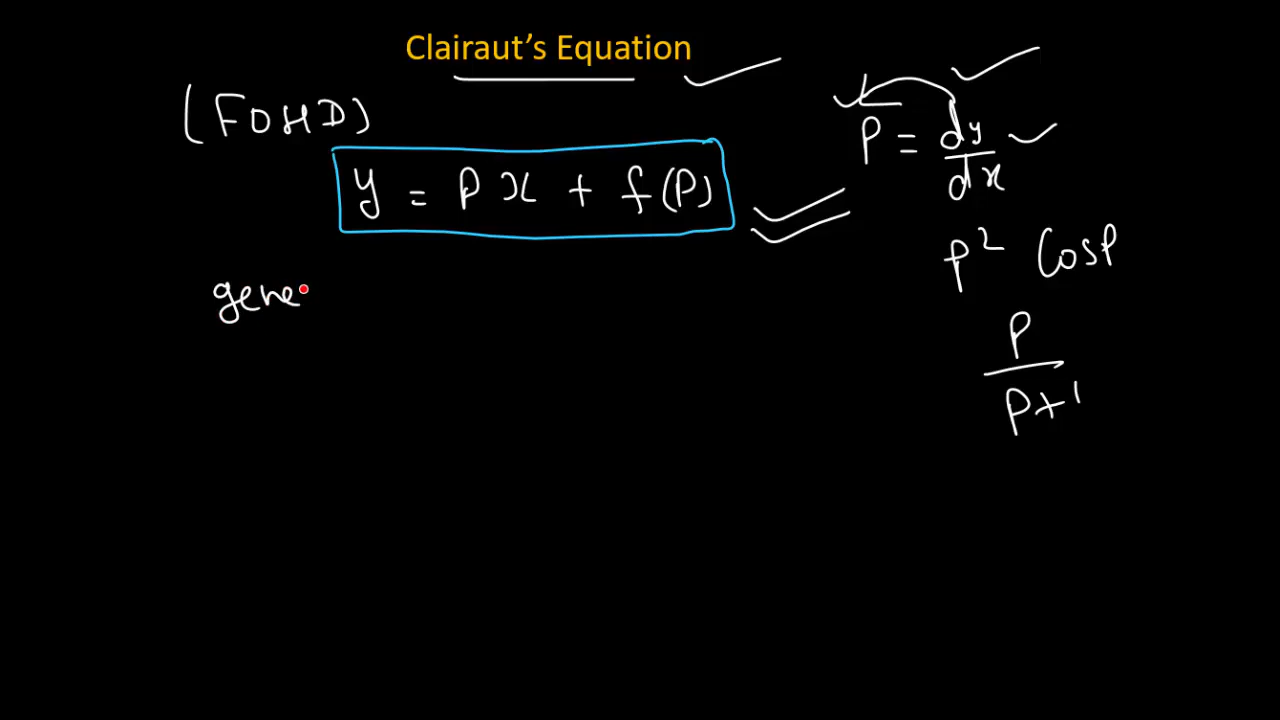 Clairaut's Equation
(FOHD)
P = dy/dx
y = Px + f(P)
p² Cosp
gene
P/P+1